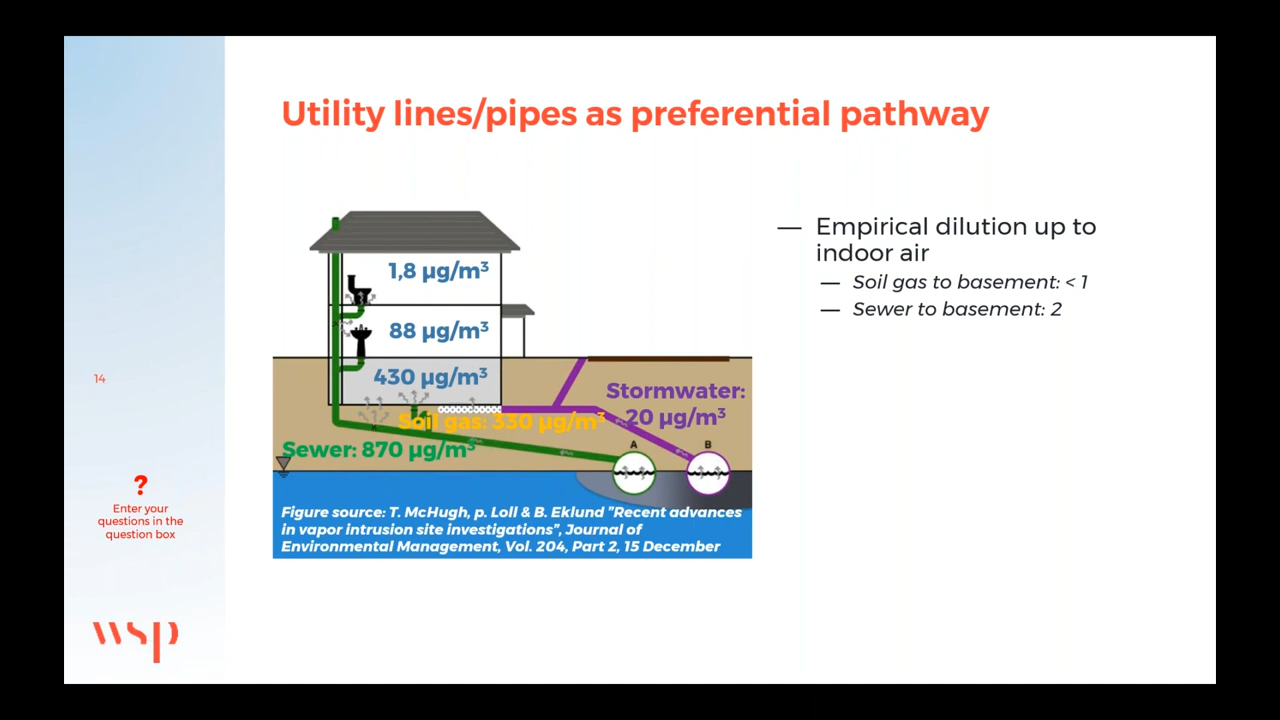 Utility lines/pipes as preferential pathway
1,8 µg/m³
88 µg/m³
430 µg/m³
Stormwater:
20 µg/m³
Soil gas: 330 µg/m³
Sewer: 870 µg/m³
A
B
Figure source: T. McHugh, p. Loll & B. Eklund "Recent advances
in vapor intrusion site investigations", Journal of
Environmental Management, Vol. 204, Part 2, 15 December
— Empirical dilution up to
indoor air
— Soil gas to basement: < 1
— Sewer to basement: 2
14
?
Enter your
questions in the
question box
wsp